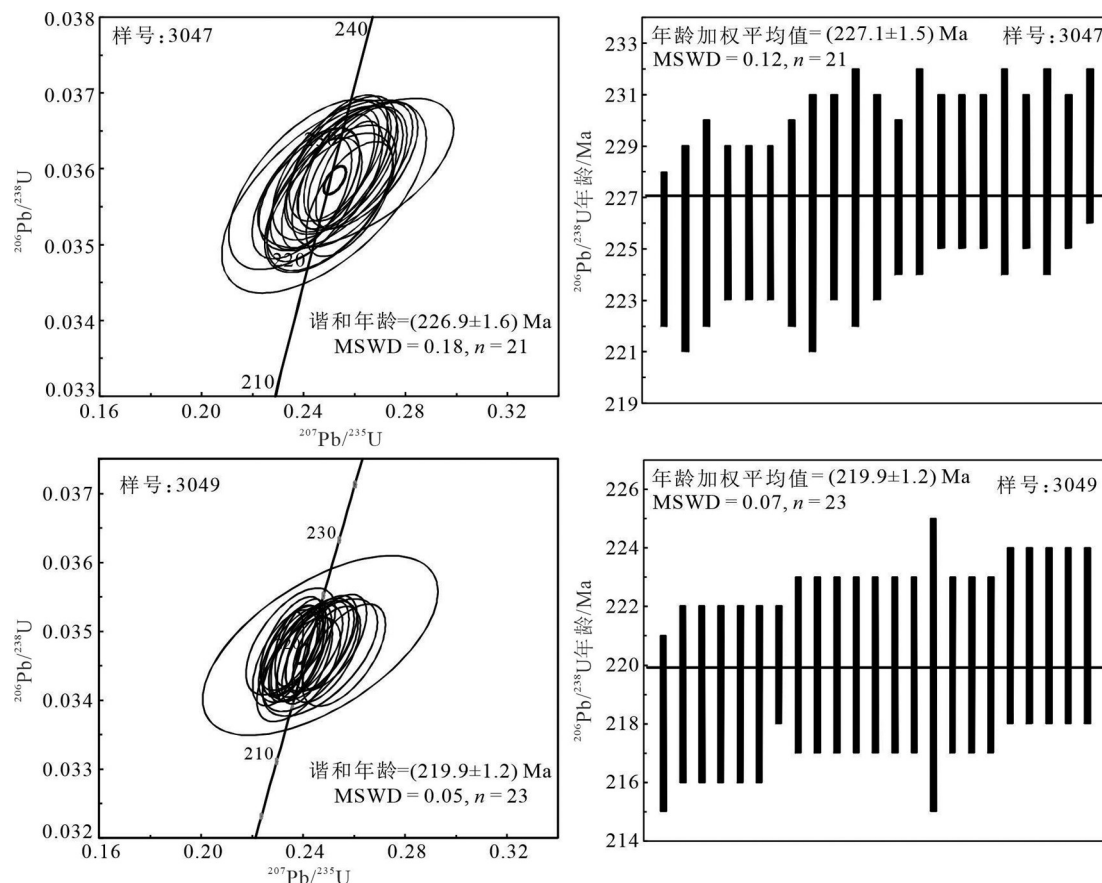 样号:3047
240
230
220
210
谐和年龄=(226.9±1.6) Ma
MSWD = 0.18, n = 21
0.038
0.037
0.036
0.035
0.034
0.033
²⁰⁶Pb/²³⁸U
0.16 0.20 0.24 0.28 0.32
²⁰⁷Pb/²³⁵U
年龄加权平均值= (227.1±1.5) Ma 样号:3047
MSWD = 0.12, n = 21
233
231
229
227
225
223
221
219
²⁰⁶Pb/²³⁸U年龄/Ma
样号:3049
230
210
谐和年龄=(219.9±1.2) Ma
MSWD = 0.05, n = 23
0.037
0.036
0.035
0.034
0.033
0.032
²⁰⁶Pb/²³⁸U
0.16 0.20 0.24 0.28 0.32
²⁰⁷Pb/²³⁵U
年龄加权平均值= (219.9±1.2) Ma 样号:3049
MSWD = 0.07, n = 23
226
224
222
220
218
216
214
²⁰⁶Pb/²³⁸U年龄/Ma